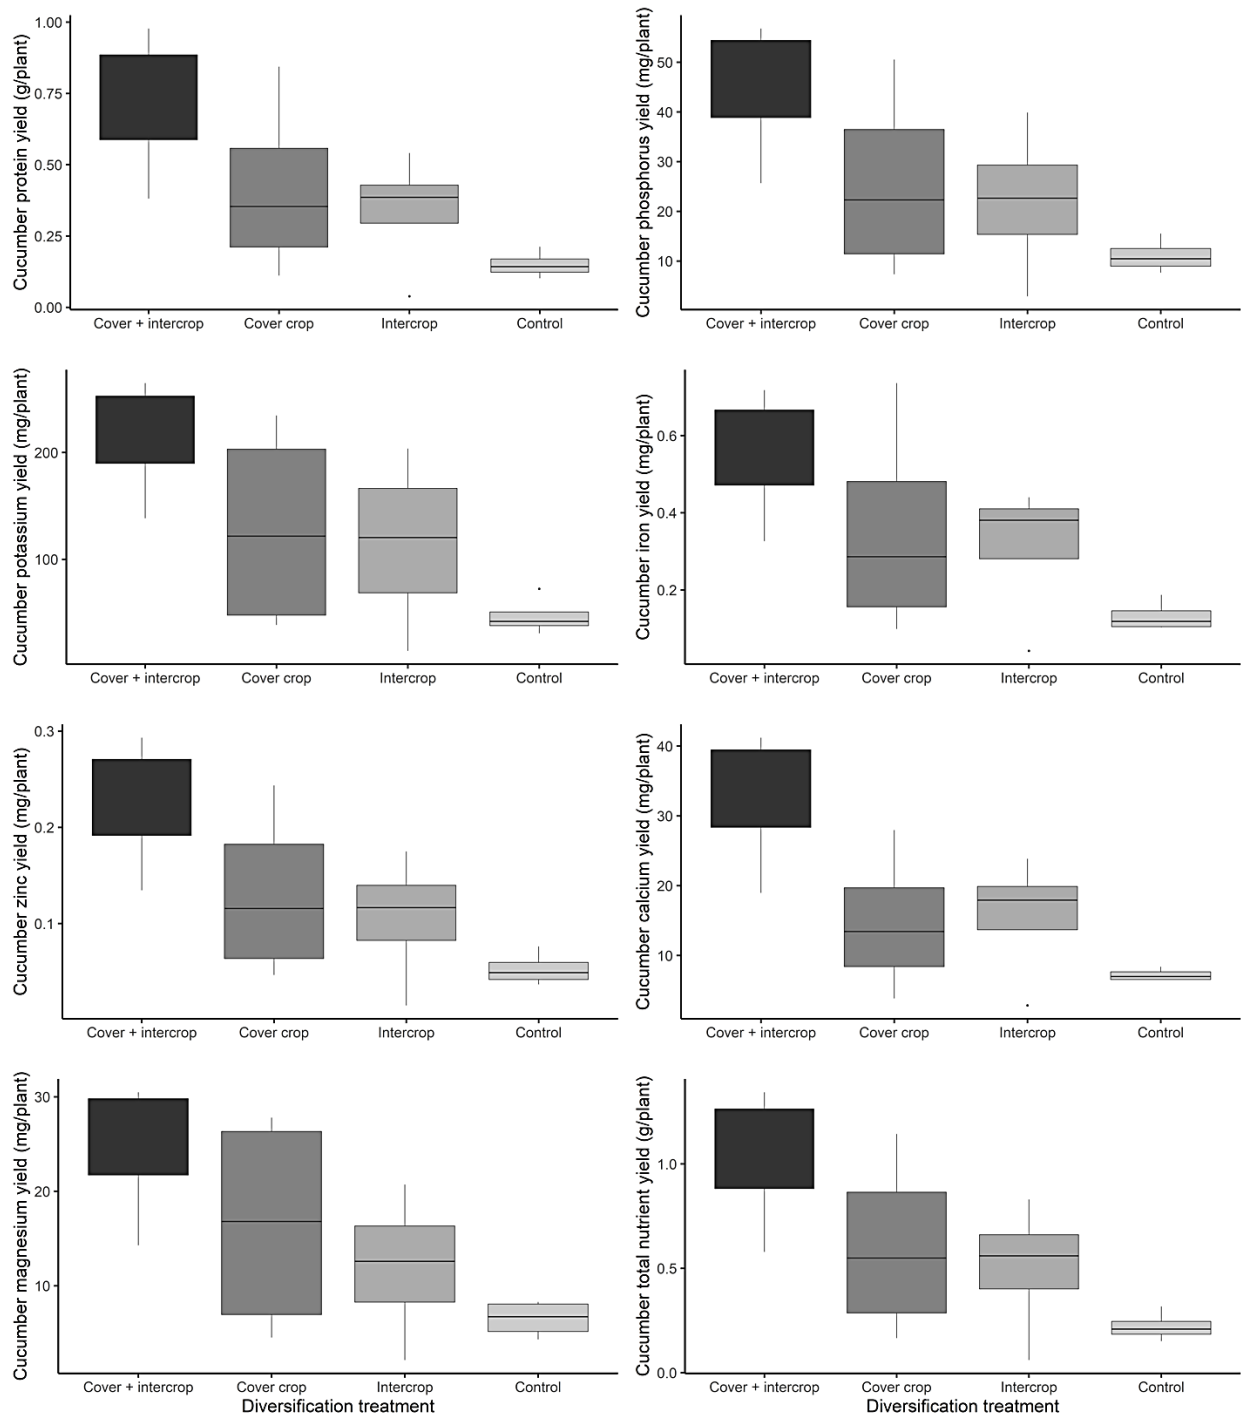 Cucumber protein yield (g/plant)
1.00
0.75
0.50
0.25
0.00
Cover + intercrop Cover crop Intercrop Control
Cucumber phosphorus yield (mg/plant)
50
40
30
20
10
Cover + intercrop Cover crop Intercrop Control
Cucumber potassium yield (mg/plant)
200
100
Cover + intercrop Cover crop Intercrop Control
Cucumber iron yield (mg/plant)
0.6
0.4
0.2
Cover + intercrop Cover crop Intercrop Control
Cucumber zinc yield (mg/plant)
0.3
0.2
0.1
Cover + intercrop Cover crop Intercrop Control
Cucumber calcium yield (mg/plant)
40
30
20
10
Cover + intercrop Cover crop Intercrop Control
Cucumber magnesium yield (mg/plant)
30
20
10
Cover + intercrop Cover crop Intercrop Control
Diversification treatment
Cucumber total nutrient yield (g/plant)
1.0
0.5
0.0
Cover + intercrop Cover crop Intercrop Control
Diversification treatment